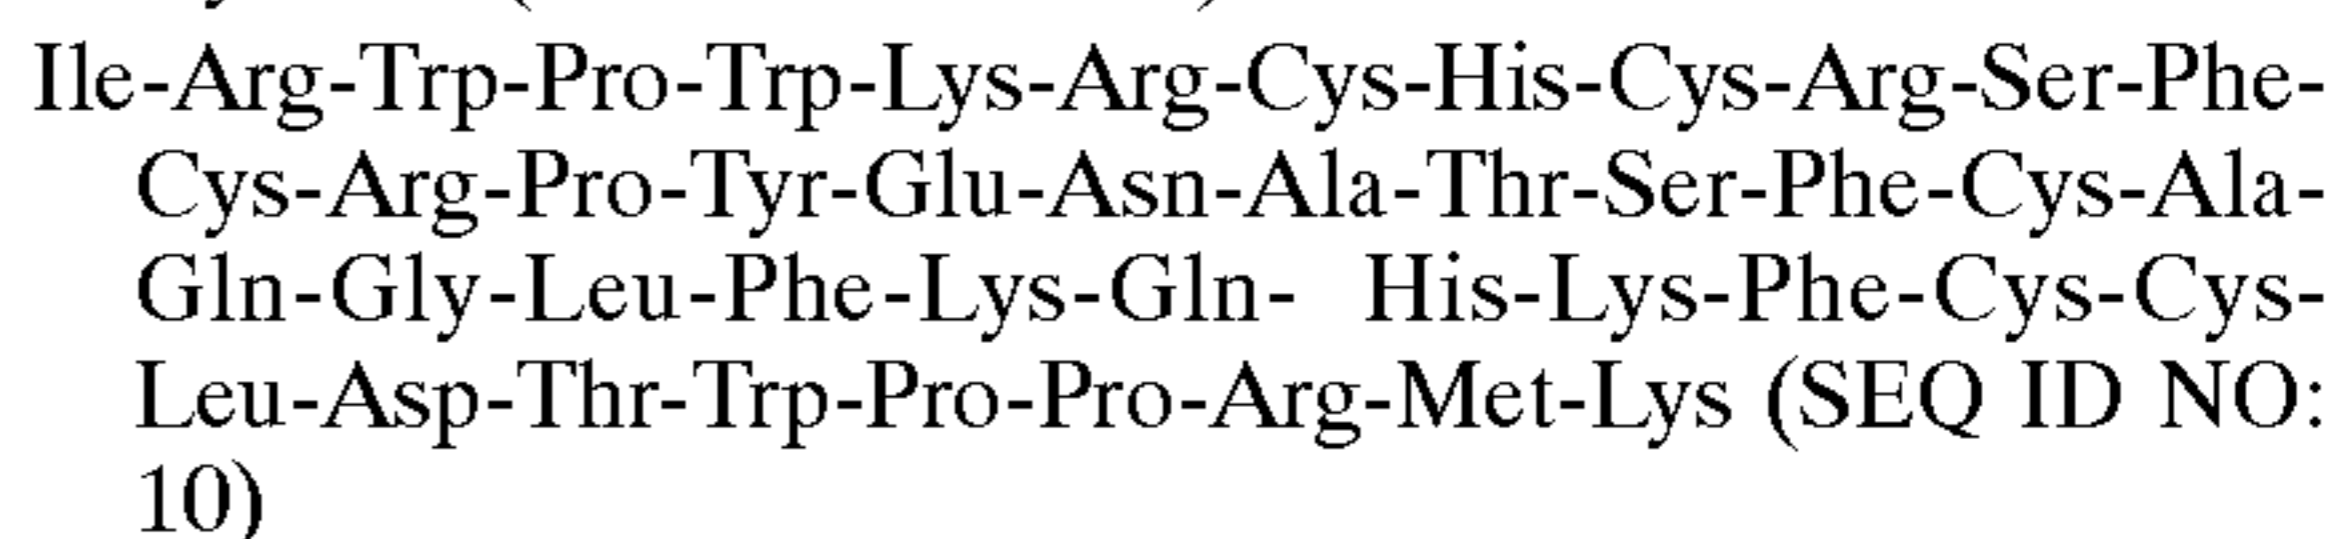 Ile-Arg-Trp-Pro-Trp-Lys-Arg-Cys-His-Cys-Arg-Ser-Phe-
Cys-Arg-Pro-Tyr-Glu-Asn-Ala-Thr-Ser-Phe-Cys-Ala-
Gln-Gly-Leu-Phe-Lys-Gln- His-Lys-Phe-Cys-Cys-
Leu-Asp-Thr-Trp-Pro-Pro-Arg-Met-Lys (SEQ ID NO:
10)